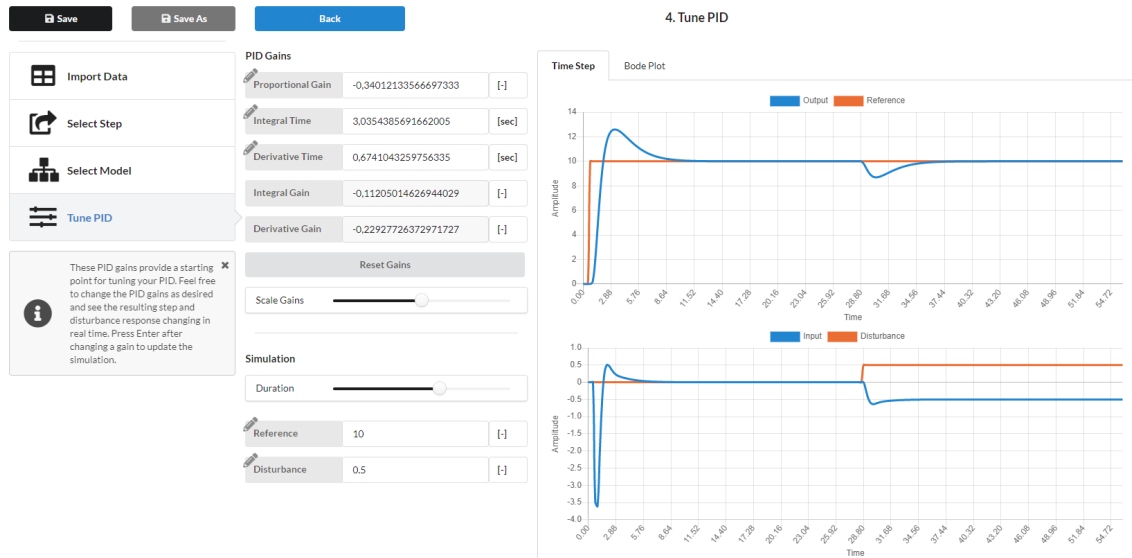 Save
Save As
Back
4. Tune PID
Import Data
Select Step
Select Model
Tune PID
These PID gains provide a starting
point for tuning your PID. Feel free
to change the PID gains as desired
and see the resulting step and
disturbance response changing in
real time. Press Enter after
changing a gain to update the
simulation.
PID Gains
Proportional Gain -0,34012133566697333 [-]
Integral Time 3,0354385691662005 [sec]
Derivative Time 0,6741043259756335 [sec]
Integral Gain -0,11205014626944029 [-]
Derivative Gain -0,22927726372971727 [-]
Reset Gains
Scale Gains
Simulation
Duration
Reference 10 [-]
Disturbance 0.5 [-]
Time Step Bode Plot
Output Reference
14
12
10
8
6
4
2
0
Amplitude
0.00 2.88 5.76 8.64 11.52 14.40 17.28 20.16 23.04 25.92 28.80 31.68 34.56 37.44 40.32 43.20 46.08 48.96 51.84 54.72
Time
Input Disturbance
1.0
0.5
0
-0.5
-1.0
-1.5
-2.0
-2.5
-3.0
-3.5
-4.0
Amplitude
0.00 2.88 5.76 8.64 11.52 14.40 17.28 20.16 23.04 25.92 28.80 31.68 34.56 37.44 40.32 43.20 46.08 48.96 51.84 54.72
Time